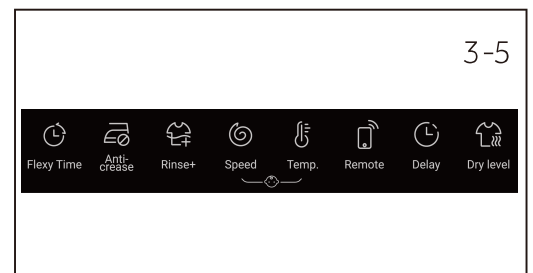 3-5
Flexy Time
Anti-
crease
Rinse+
Speed
Temp.
Remote
Delay
Dry level